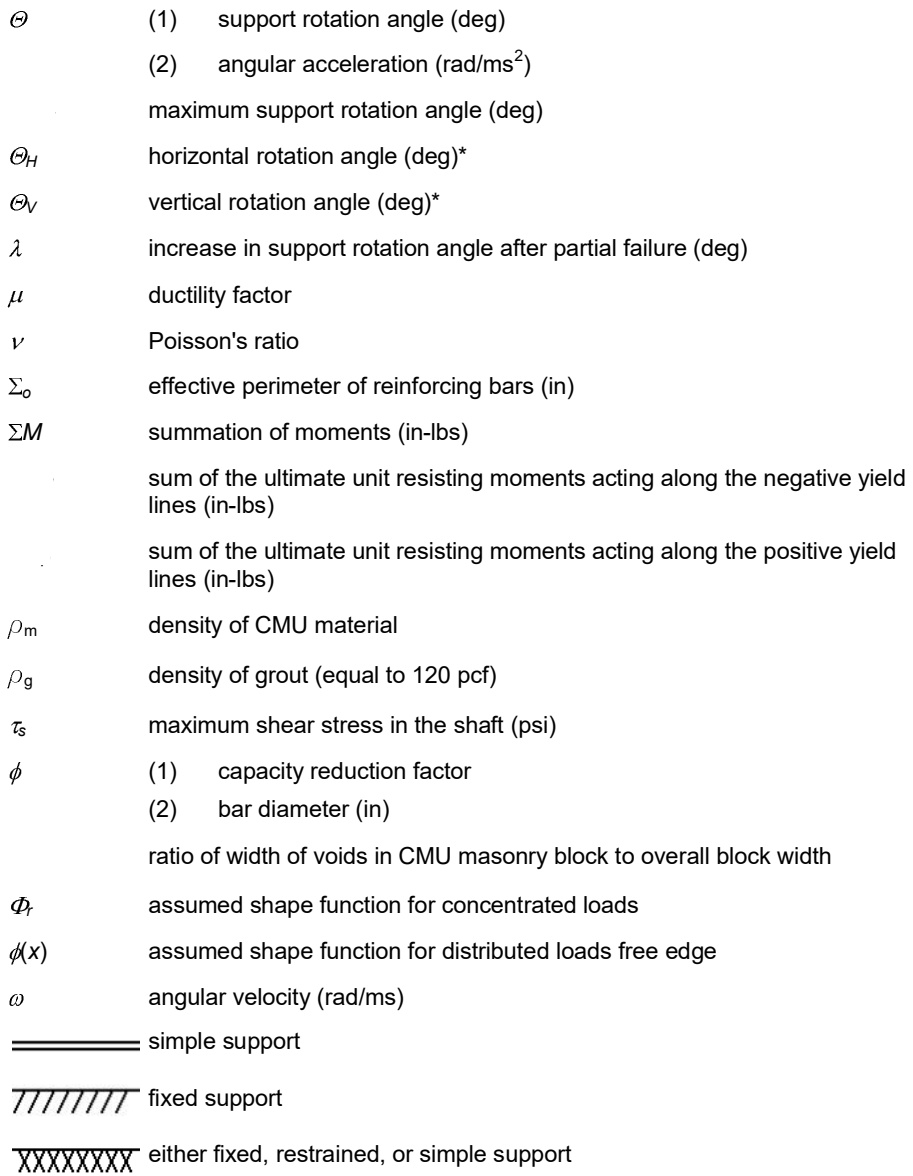 Θ (1) support rotation angle (deg)
(2) angular acceleration (rad/ms²)
maximum support rotation angle (deg)
Θ_H horizontal rotation angle (deg)*
Θ_V vertical rotation angle (deg)*
λ increase in support rotation angle after partial failure (deg)
μ ductility factor
ν Poisson's ratio
Σ_o effective perimeter of reinforcing bars (in)
ΣM summation of moments (in-lbs)
sum of the ultimate unit resisting moments acting along the negative yield
lines (in-lbs)
sum of the ultimate unit resisting moments acting along the positive yield
lines (in-lbs)
ρ_m density of CMU material
ρ_g density of grout (equal to 120 pcf)
τ_s maximum shear stress in the shaft (psi)
ϕ (1) capacity reduction factor
(2) bar diameter (in)
ratio of width of voids in CMU masonry block to overall block width
Φ_r assumed shape function for concentrated loads
ϕ(x) assumed shape function for distributed loads free edge
ω angular velocity (rad/ms)
simple support
fixed support
either fixed, restrained, or simple support